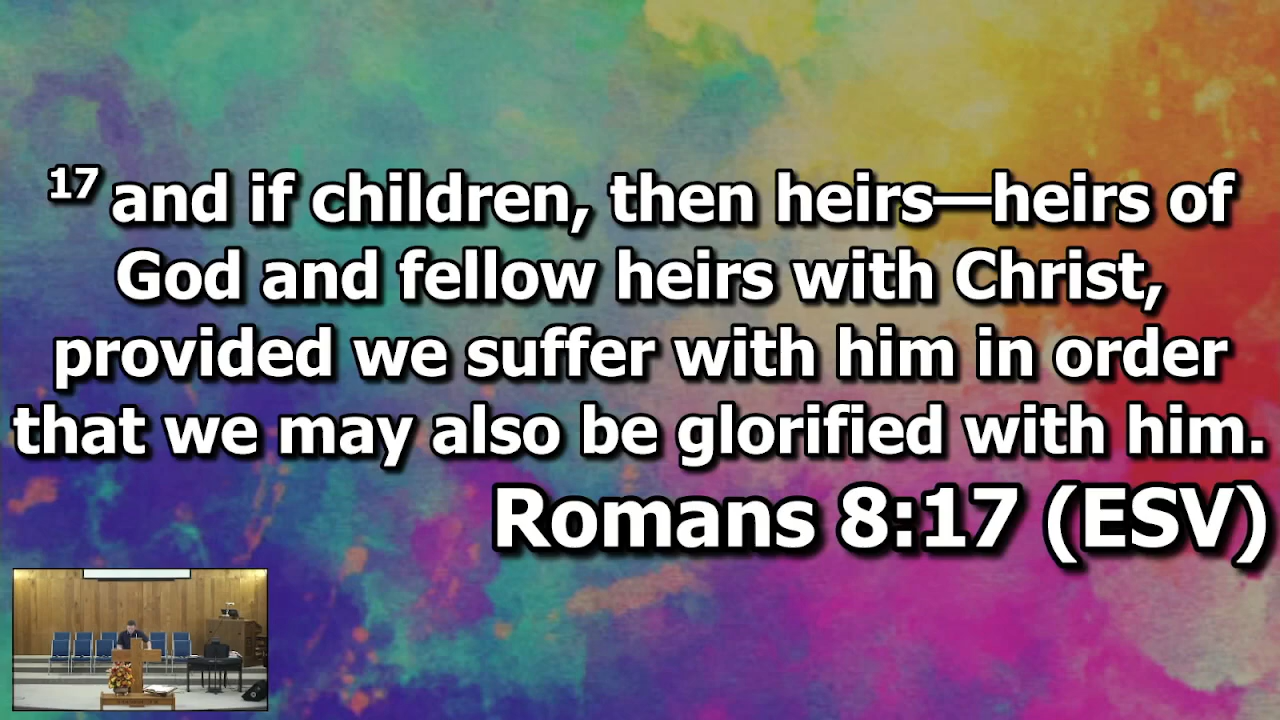 17 and if children, then heirs—heirs of
God and fellow heirs with Christ,
provided we suffer with him in order
that we may also be glorified with him.
Romans 8:17 (ESV)